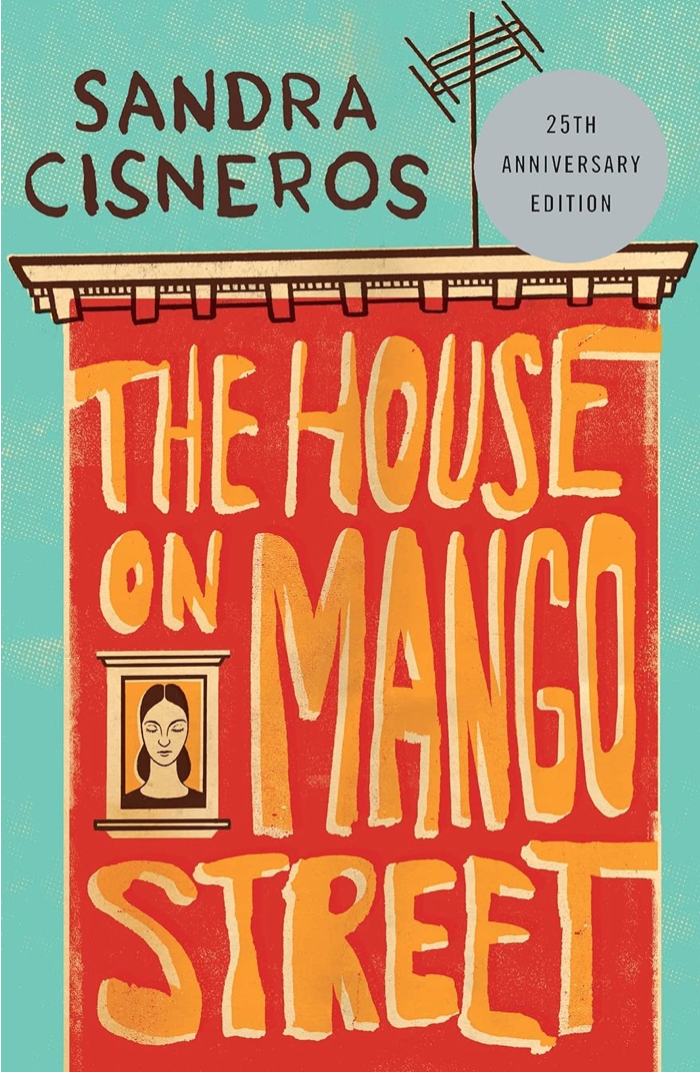 SANDRA
CISNEROS
25TH
ANNIVERSARY
EDITION
THE HOUSE
ON MANGO
STREET